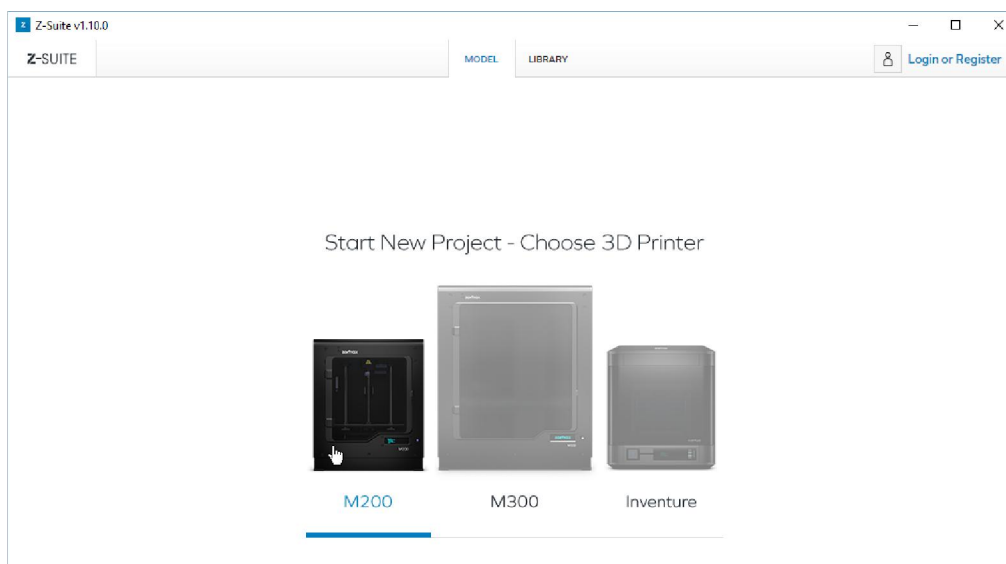 Z-Suite v1.10.0
Z-SUITE
MODEL
LIBRARY
Login or Register
Start New Project - Choose 3D Printer
M200
M300
Inventure